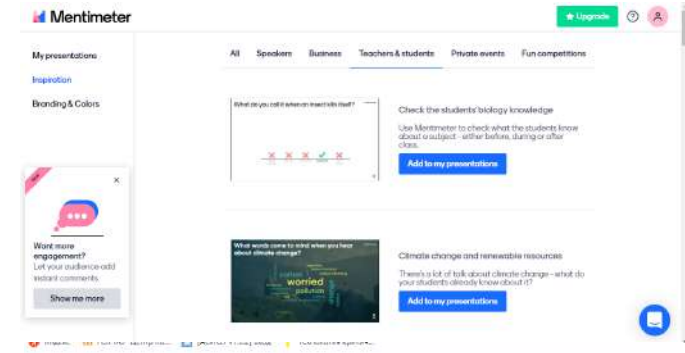 Mentimeter
Upgrade
My presentations
Inspiration
Branding & Colors
All Speakers Business Teachers & students Private events Fun competitions
What do you call it when an insect kills itself?
Check the students' biology knowledge
Use Mentimeter to check what the students know
about a subject - either before, during or after
class.
Add to my presentations
What words come to mind when you hear
about climate change?
worried
pollution
change
Climate change and renewable resources
There's a lot of talk about climate change - what do
your students already know about it?
Add to my presentations
Want more
engagement?
Let your audience add
instant comments.
Show me more